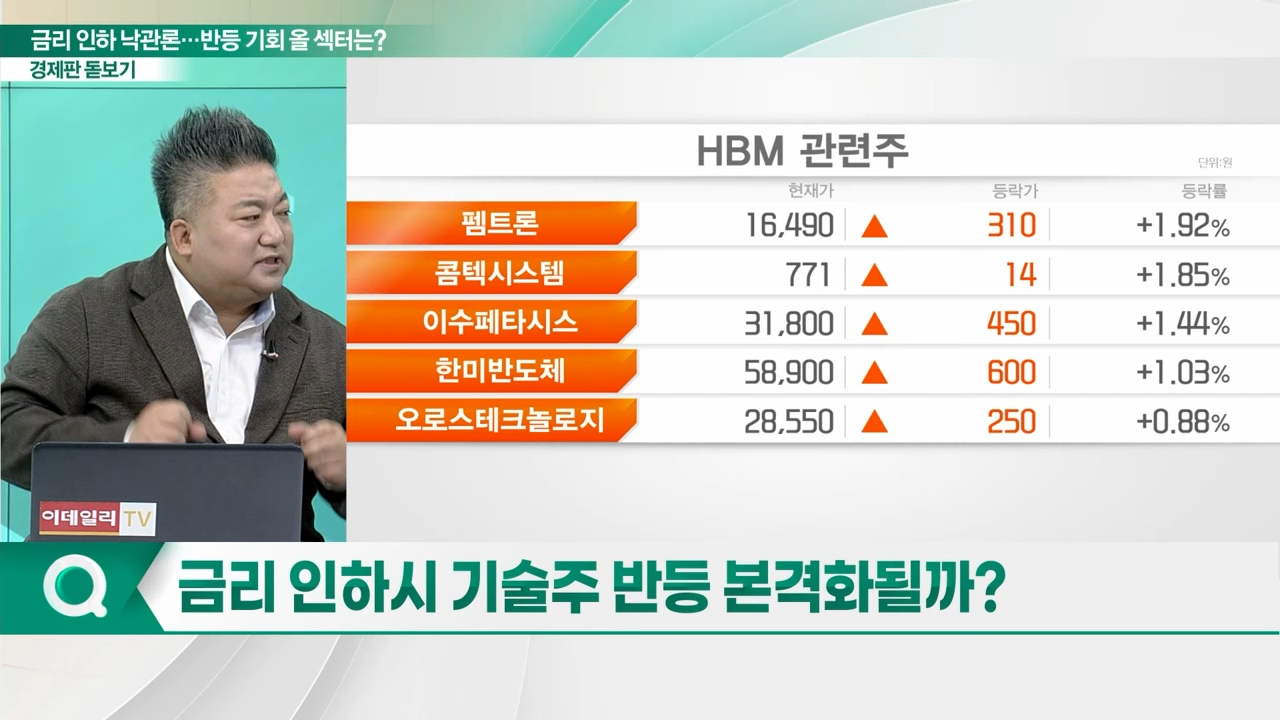 금리 인하 낙관론…반등 기회 올 섹터는?
경제판 돋보기
HBM 관련주
단위:원
현재가 등락가 등락률
펨트론 16,490 ▲ 310 +1.92%
콤텍시스템 771 ▲ 14 +1.85%
이수페타시스 31,800 ▲ 450 +1.44%
한미반도체 58,900 ▲ 600 +1.03%
오로스테크놀로지 28,550 ▲ 250 +0.88%
이데일리 TV
금리 인하시 기술주 반등 본격화될까?